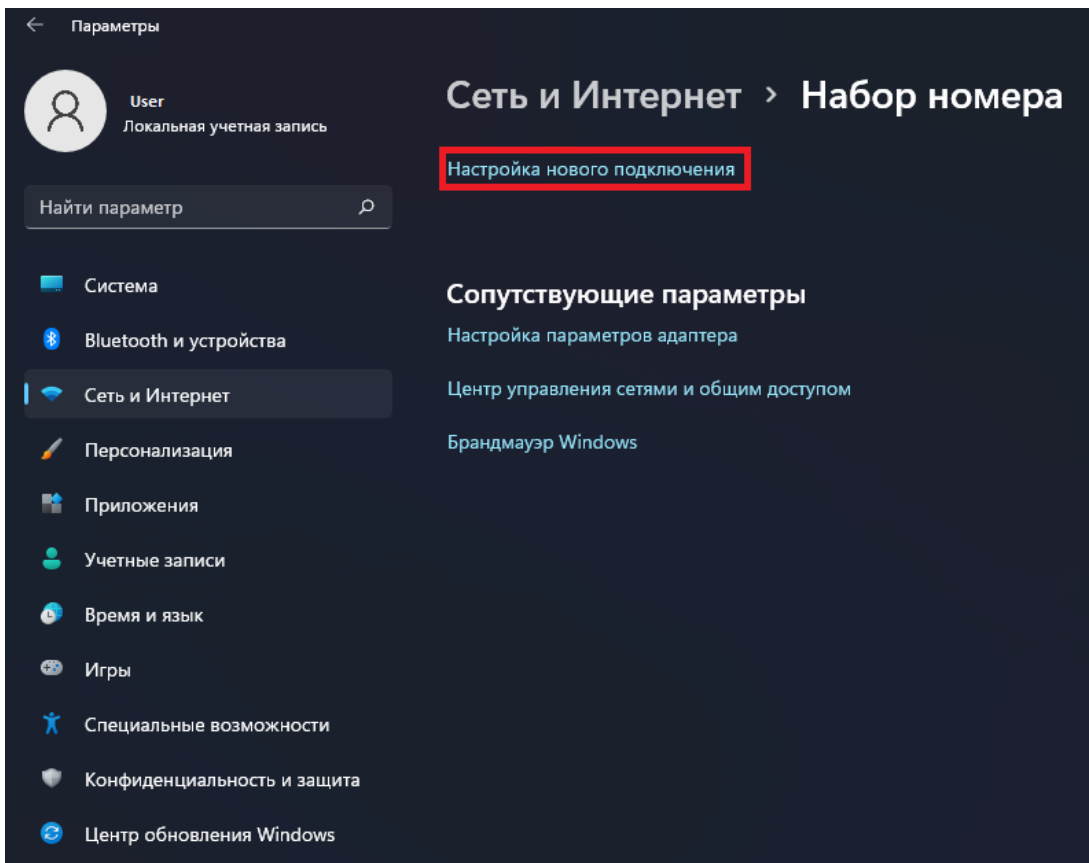 Параметры
User
Локальная учетная запись
Найти параметр
Система
Bluetooth и устройства
Сеть и Интернет
Персонализация
Приложения
Учетные записи
Время и язык
Игры
Специальные возможности
Конфиденциальность и защита
Центр обновления Windows
Сеть и Интернет › Набор номера
Настройка нового подключения
Сопутствующие параметры
Настройка параметров адаптера
Центр управления сетями и общим доступом
Брандмауэр Windows